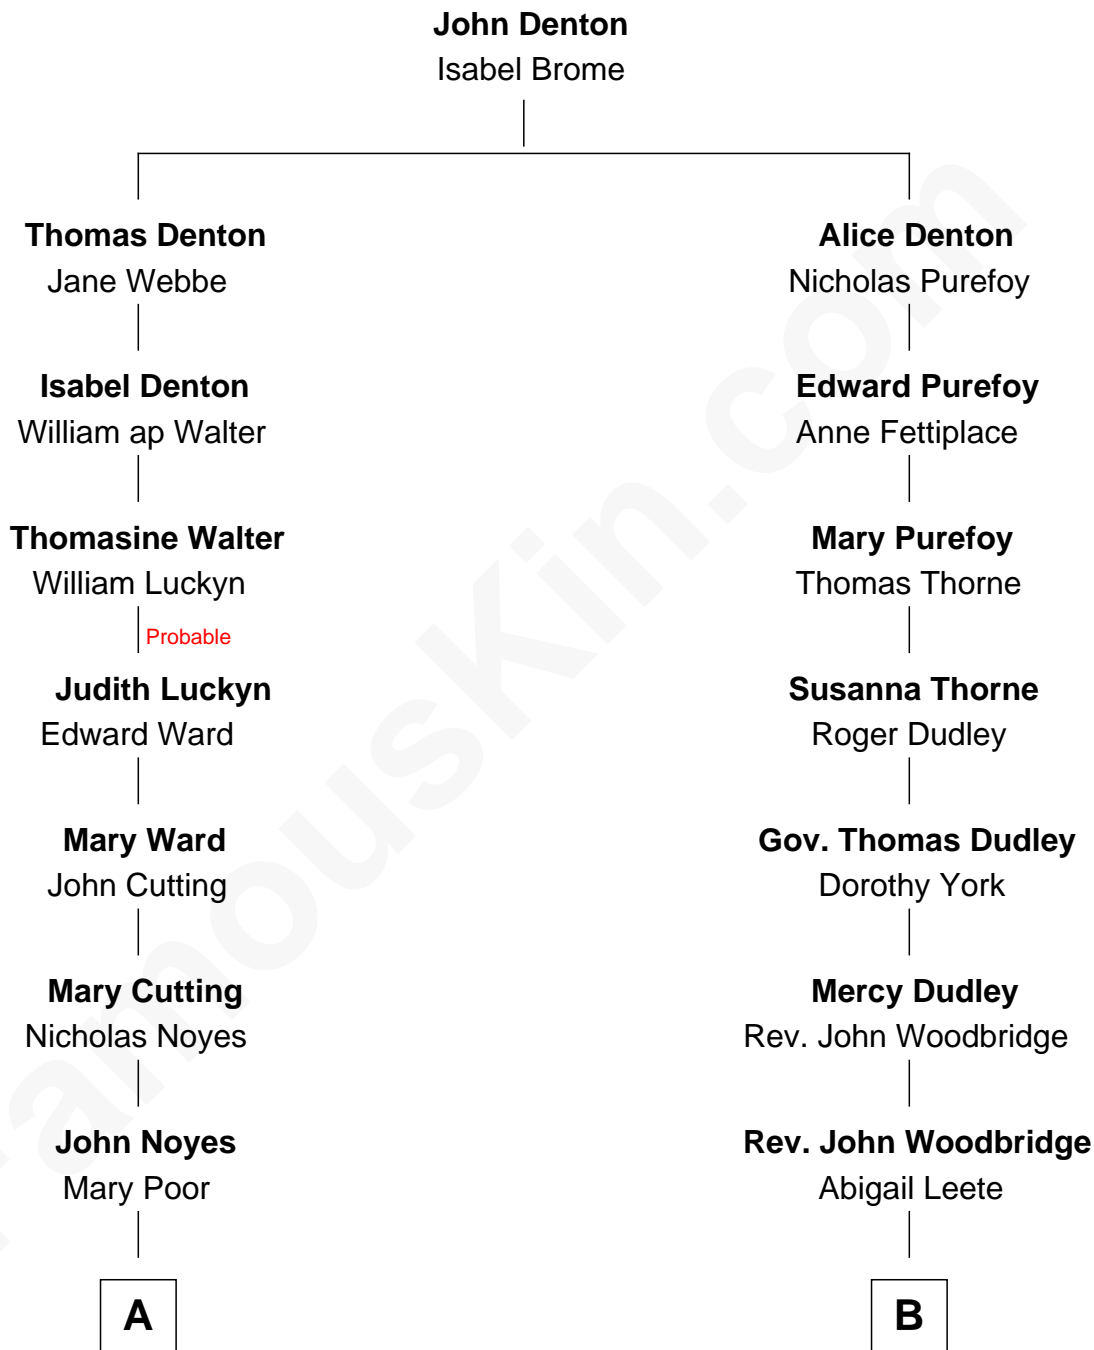 John Denton
Isabel Brome
Thomas Denton
Jane Webbe
Isabel Denton
William ap Walter
Thomasine Walter
William Luckyn
Probable
Judith Luckyn
Edward Ward
Mary Ward
John Cutting
Mary Cutting
Nicholas Noyes
John Noyes
Mary Poor
A
Alice Denton
Nicholas Purefoy
Edward Purefoy
Anne Fettiplace
Mary Purefoy
Thomas Thorne
Susanna Thorne
Roger Dudley
Gov. Thomas Dudley
Dorothy York
Mercy Dudley
Rev. John Woodbridge
Rev. John Woodbridge
Abigail Leete
B
FamousKin.com